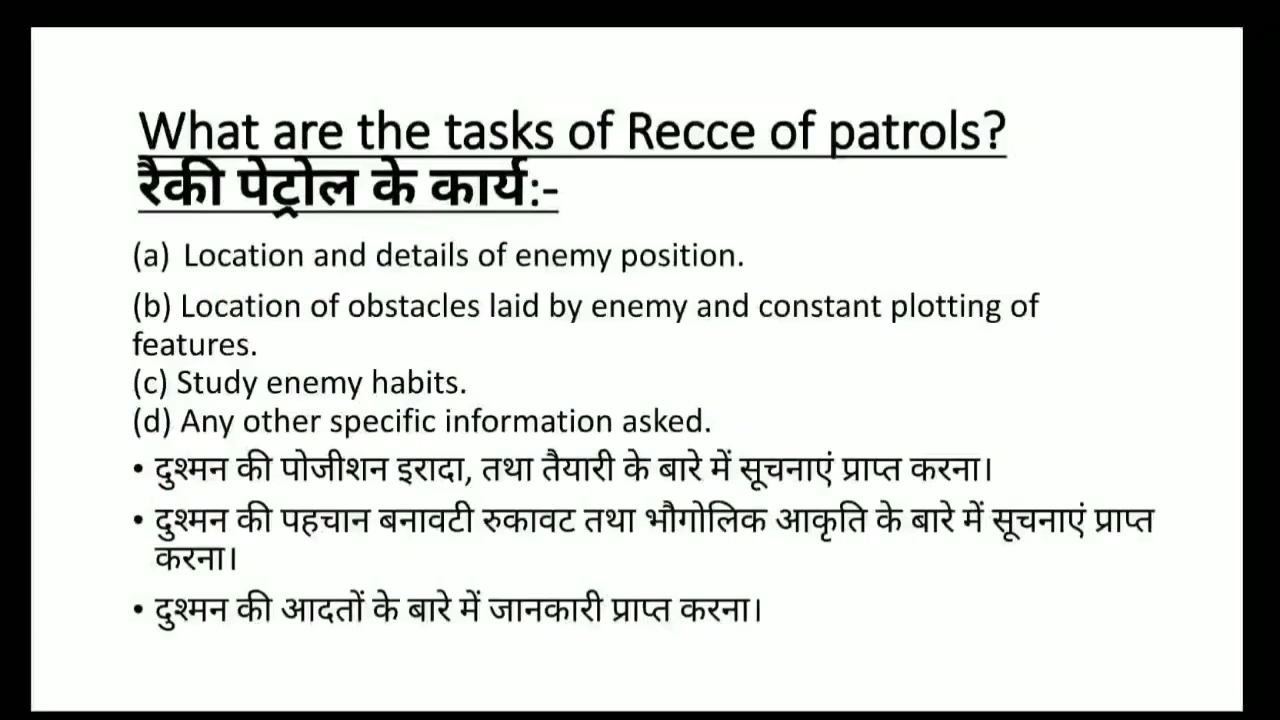 What are the tasks of Recce of patrols?
रैकी पेट्रोल के कार्य:-
(a) Location and details of enemy position.
(b) Location of obstacles laid by enemy and constant plotting of
features.
(c) Study enemy habits.
(d) Any other specific information asked.
• दुश्मन की पोजीशन इरादा, तथा तैयारी के बारे में सूचनाएं प्राप्त करना।
• दुश्मन की पहचान बनावटी रुकावट तथा भौगोलिक आकृति के बारे में सूचनाएं प्राप्त
करना।
• दुश्मन की आदतों के बारे में जानकारी प्राप्त करना।